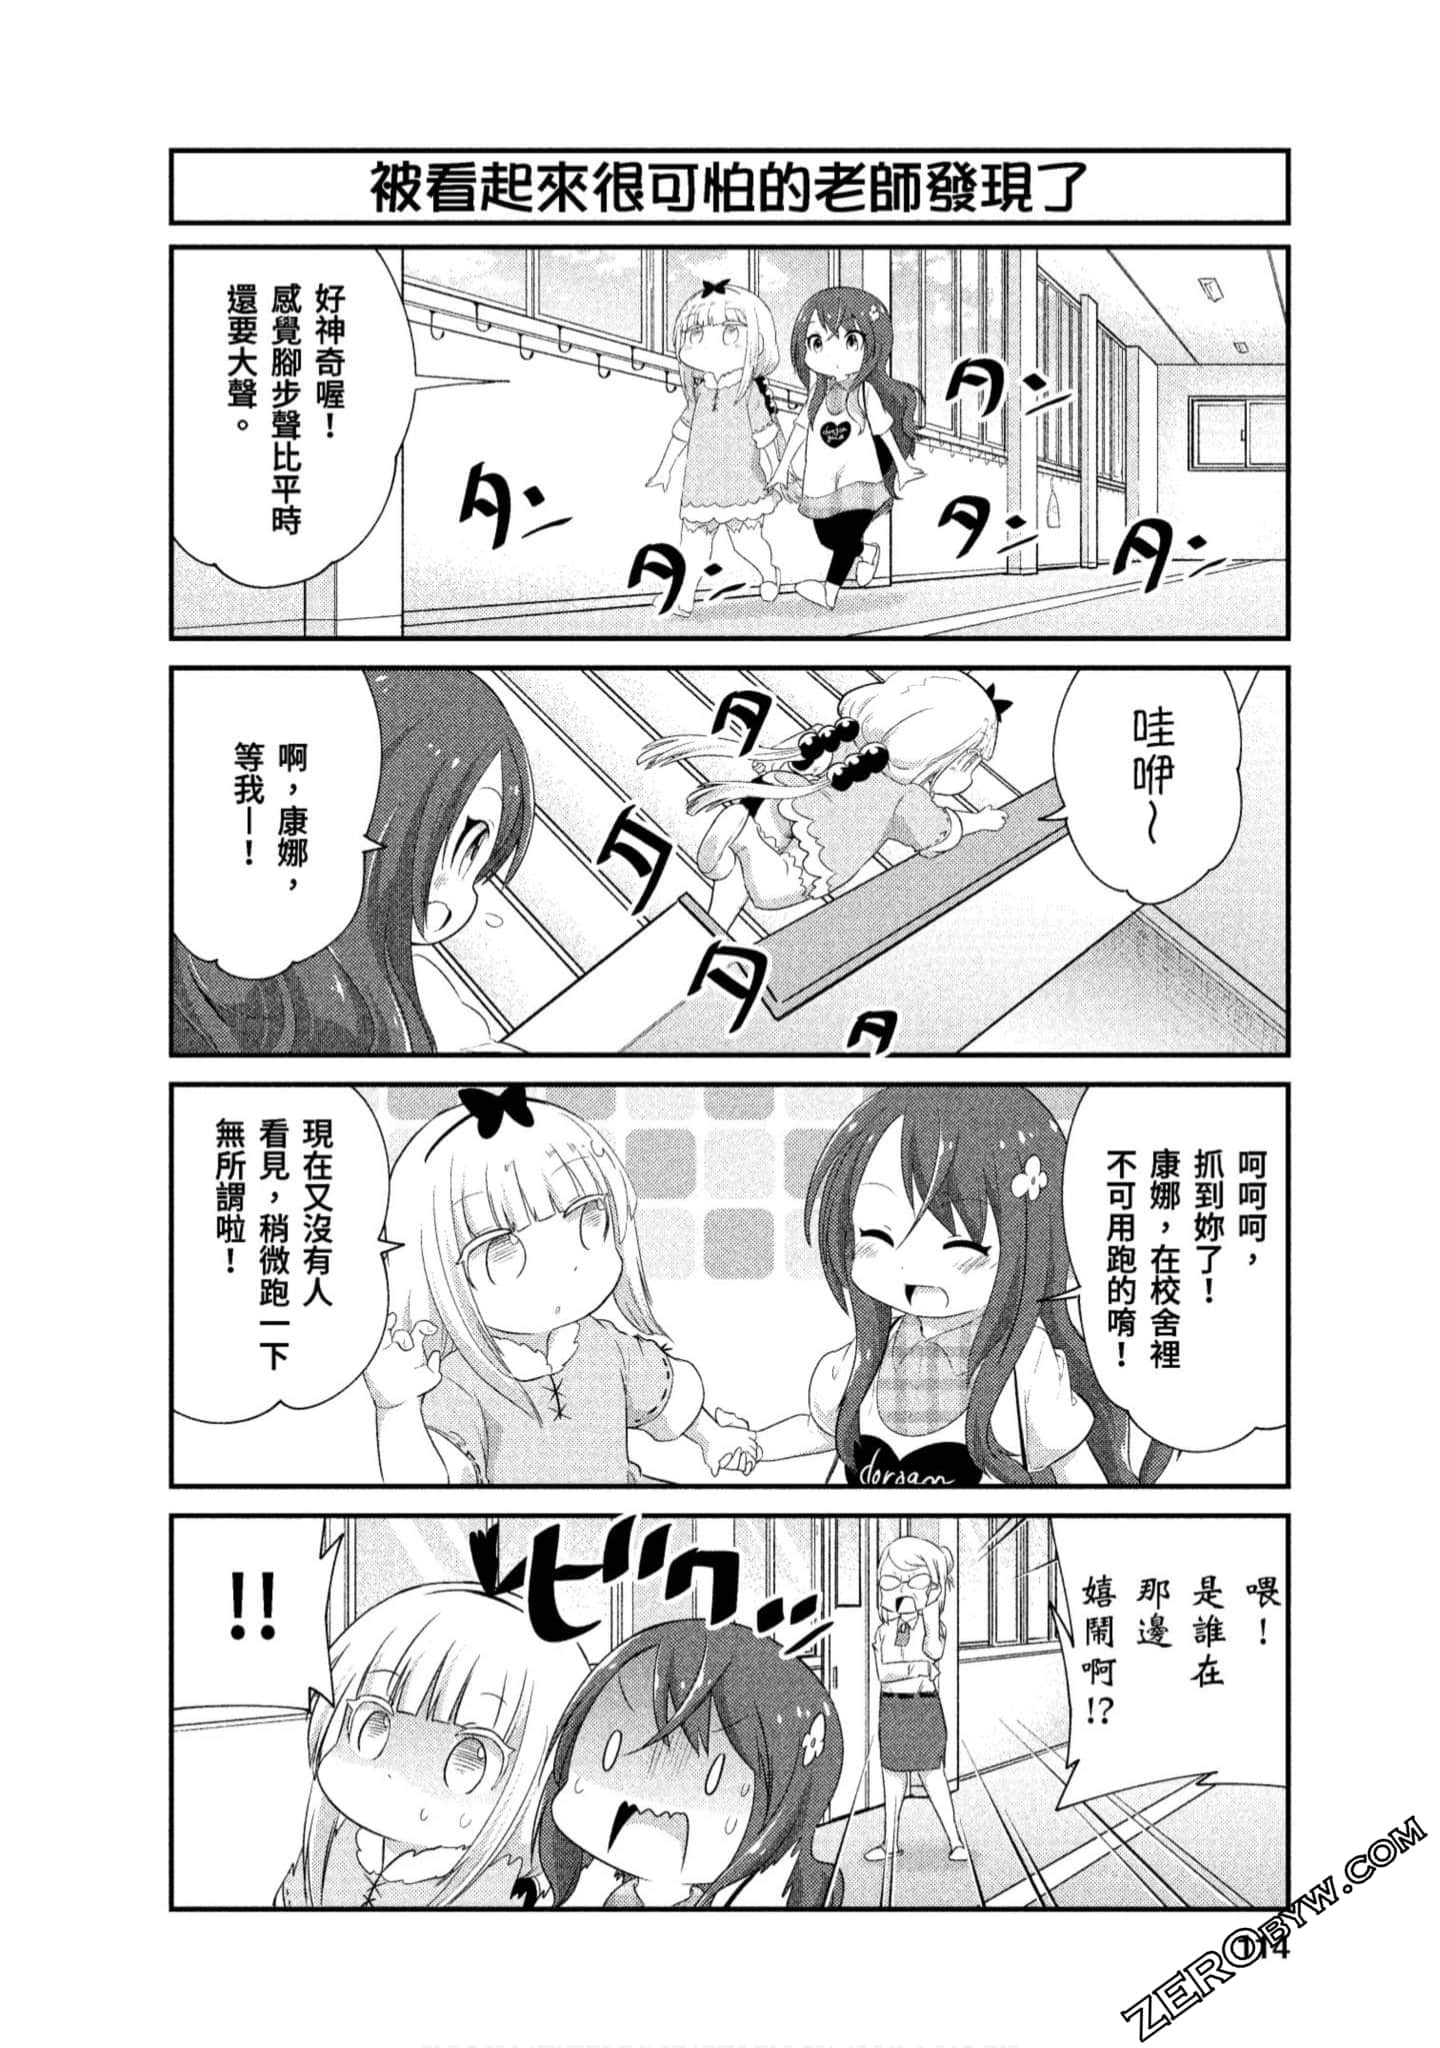 被看起來很可怕的老師發現了
好神奇喔！
感覺腳步聲比平時
還要大聲。
タン
タン
タン
タン
タン
哇咿～
タ
タ
タ
タ
啊，康娜，
等我—！
呵呵呵，
抓到妳了！
康娜，在校舍裡
不可用跑的唷！
現在又沒有人
看見，稍微跑一下
無所謂啦！
doragm
喂！
是誰在
那邊
嬉鬧啊!?
ビクッ
!!
114
ZEROBYW.COM